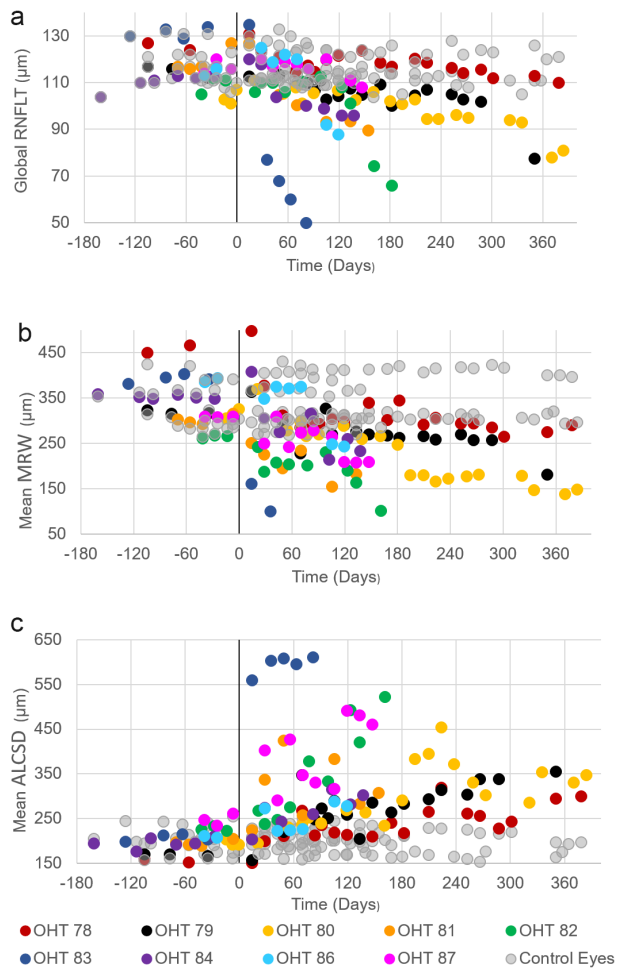 a
130
110
90
70
50
Global RNFLT (µm)
-180 -120 -60 0 60 120 180 240 300 360
Time (Days)
b
450
350
250
150
50
Mean MRW (µm)
-180 -120 -60 0 60 120 180 240 300 360
Time (Days)
c
650
550
450
350
250
150
Mean ALCSD (µm)
-180 -120 -60 0 60 120 180 240 300 360
Time (Days)
OHT 78 OHT 79 OHT 80 OHT 81 OHT 82
OHT 83 OHT 84 OHT 86 OHT 87 Control Eyes